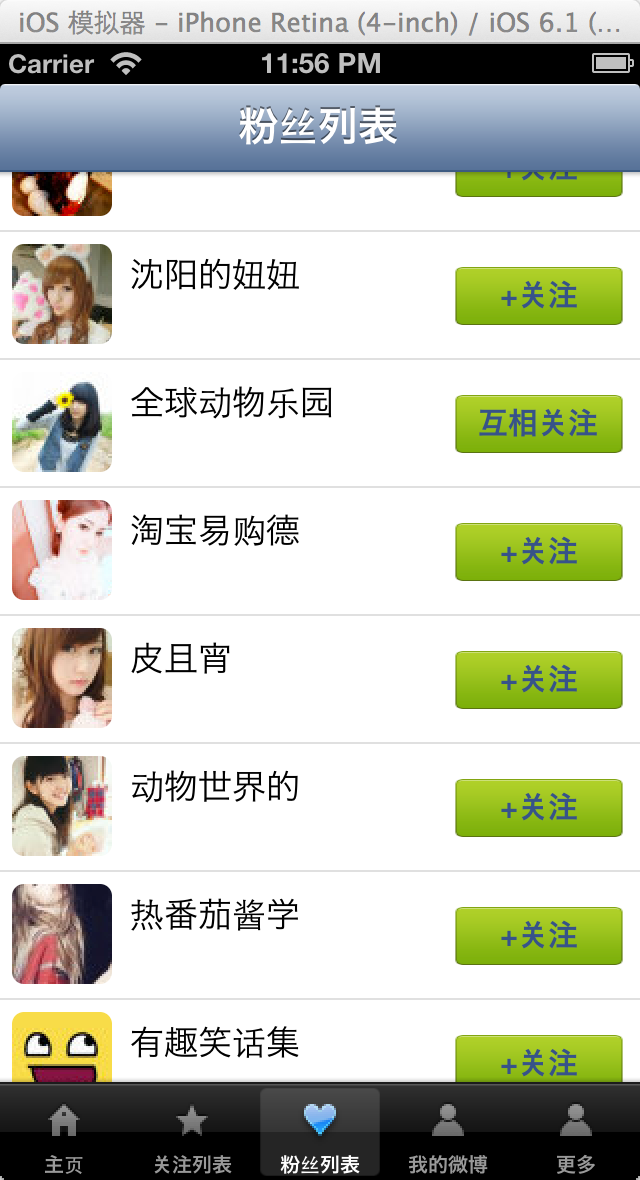 iOS 模拟器 – iPhone Retina (4-inch) / iOS 6.1 (...
Carrier 11:56 PM
粉丝列表
+关注
沈阳的妞妞
+关注
全球动物乐园
互相关注
淘宝易购德
+关注
皮且宵
+关注
动物世界的
+关注
热番茄酱学
+关注
有趣笑话集
+关注
主页 关注列表 粉丝列表 我的微博 更多